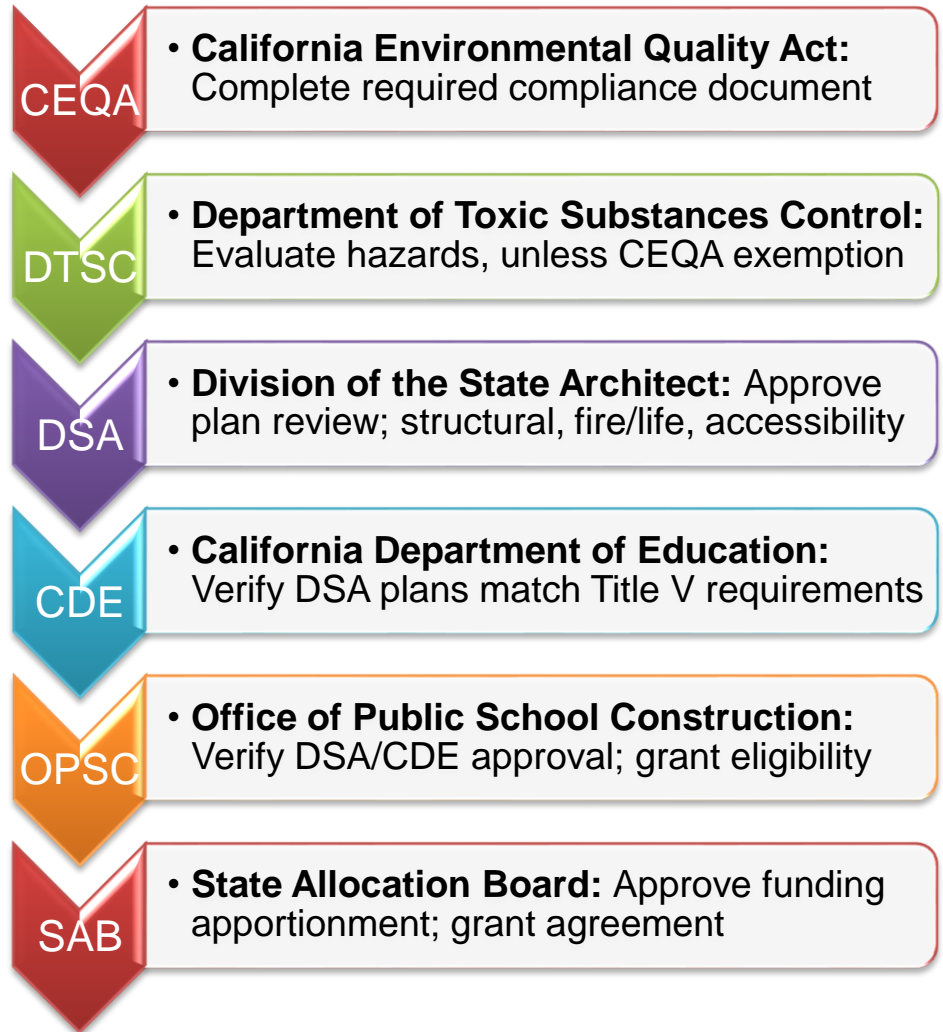 CEQA
• California Environmental Quality Act:
Complete required compliance document
DTSC
• Department of Toxic Substances Control:
Evaluate hazards, unless CEQA exemption
DSA
• Division of the State Architect: Approve
plan review; structural, fire/life, accessibility
CDE
• California Department of Education:
Verify DSA plans match Title V requirements
OPSC
• Office of Public School Construction:
Verify DSA/CDE approval; grant eligibility
SAB
• State Allocation Board: Approve funding
apportionment; grant agreement